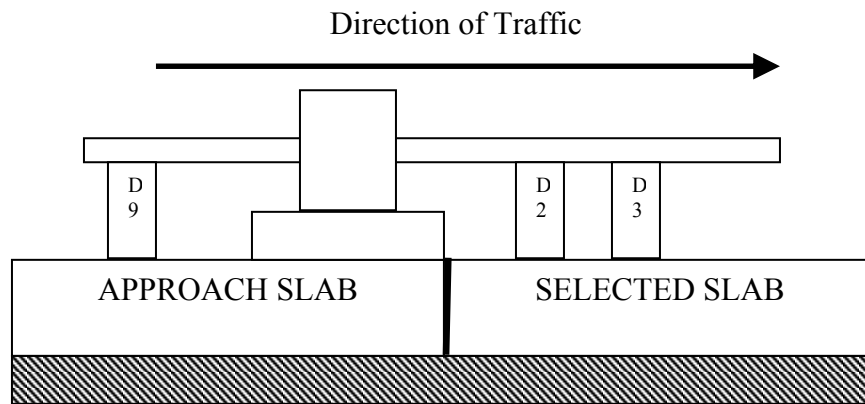 Direction of Traffic
D
9
D
2
D
3
APPROACH SLAB
SELECTED SLAB